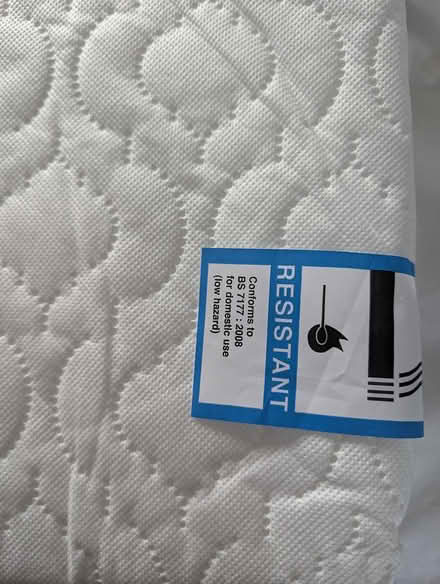 RESISTANT
Conforms to
BS 7177 : 2008
for domestic use
(low hazard)